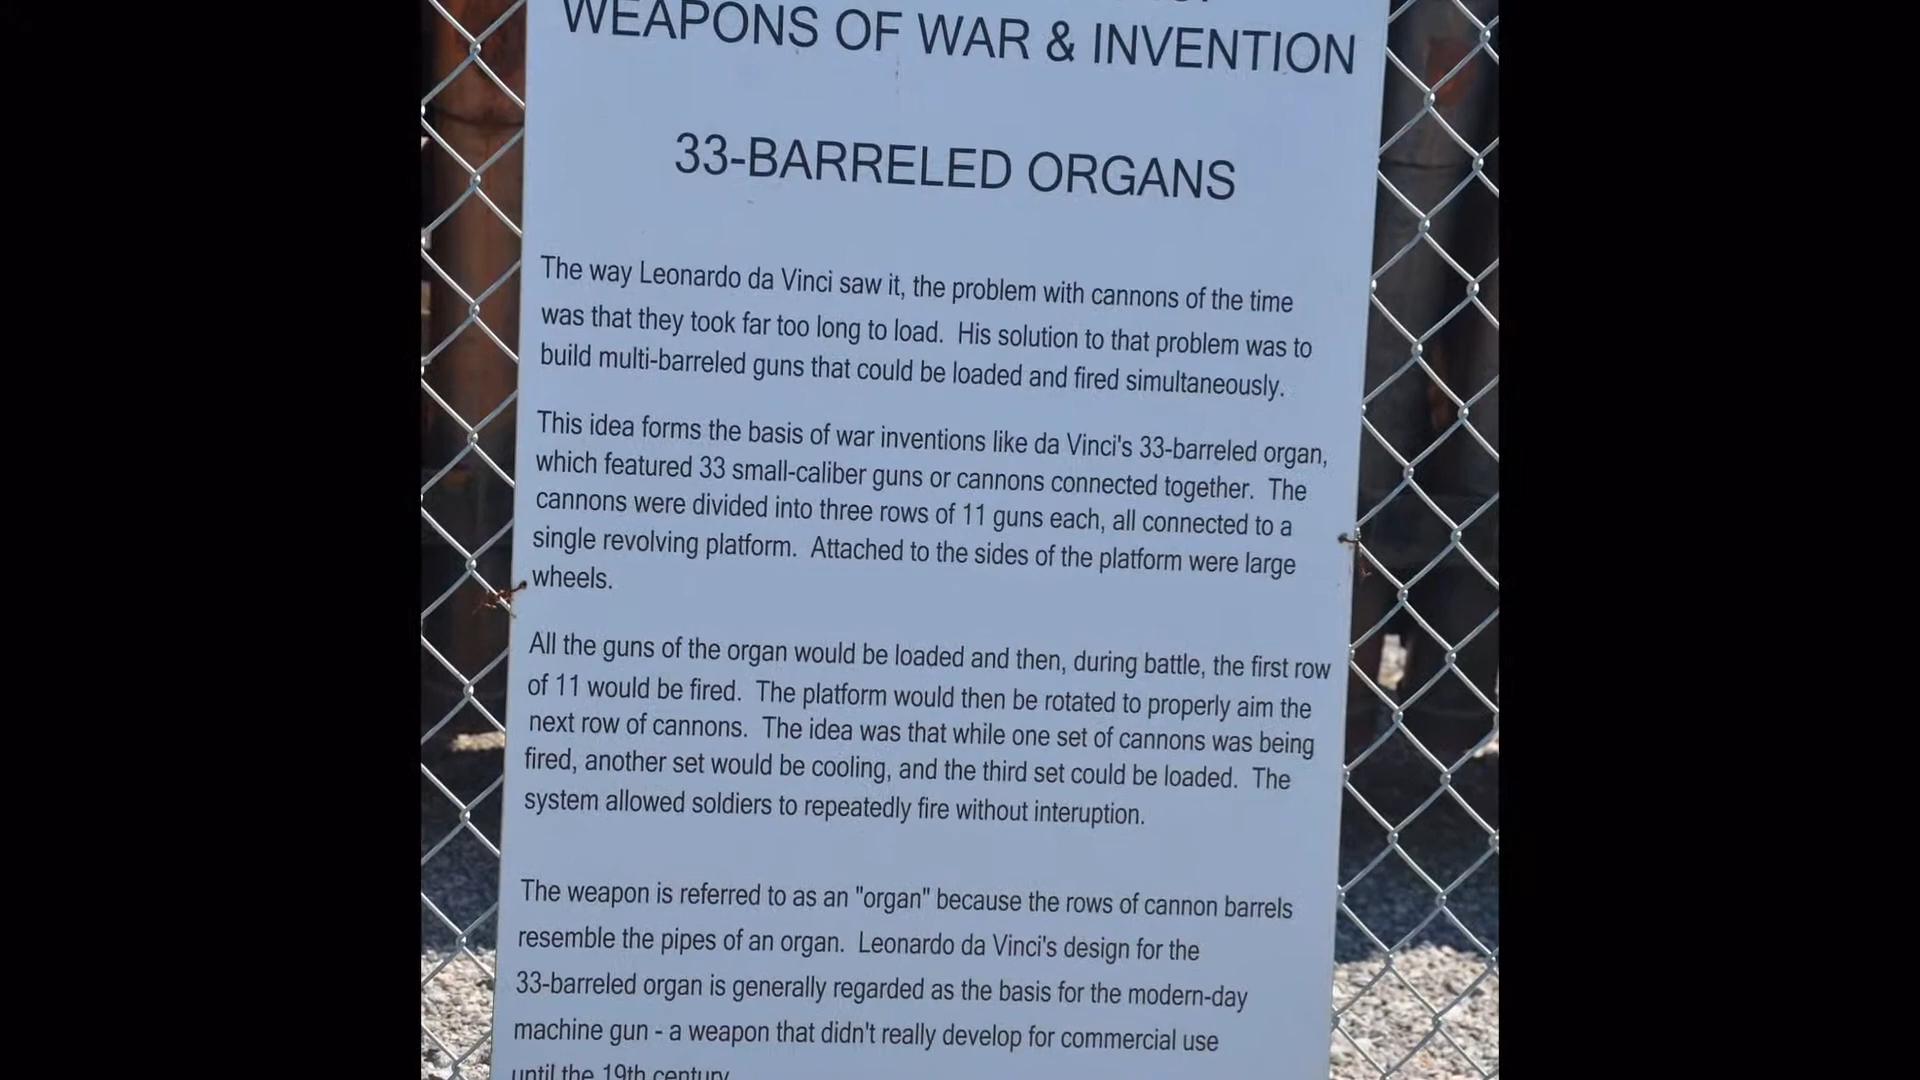 WEAPONS OF WAR & INVENTION
33-BARRELED ORGANS
The way Leonardo da Vinci saw it, the problem with cannons of the time
was that they took far too long to load. His solution to that problem was to
build multi-barreled guns that could be loaded and fired simultaneously.
This idea forms the basis of war inventions like da Vinci's 33-barreled organ,
which featured 33 small-caliber guns or cannons connected together. The
cannons were divided into three rows of 11 guns each, all connected to a
single revolving platform. Attached to the sides of the platform were large
wheels.
All the guns of the organ would be loaded and then, during battle, the first row
of 11 would be fired. The platform would then be rotated to properly aim the
next row of cannons. The idea was that while one set of cannons was being
fired, another set would be cooling, and the third set could be loaded. The
system allowed soldiers to repeatedly fire without interuption.
The weapon is referred to as an "organ" because the rows of cannon barrels
resemble the pipes of an organ. Leonardo da Vinci's design for the
33-barreled organ is generally regarded as the basis for the modern-day
machine gun - a weapon that didn't really develop for commercial use
until the 19th century